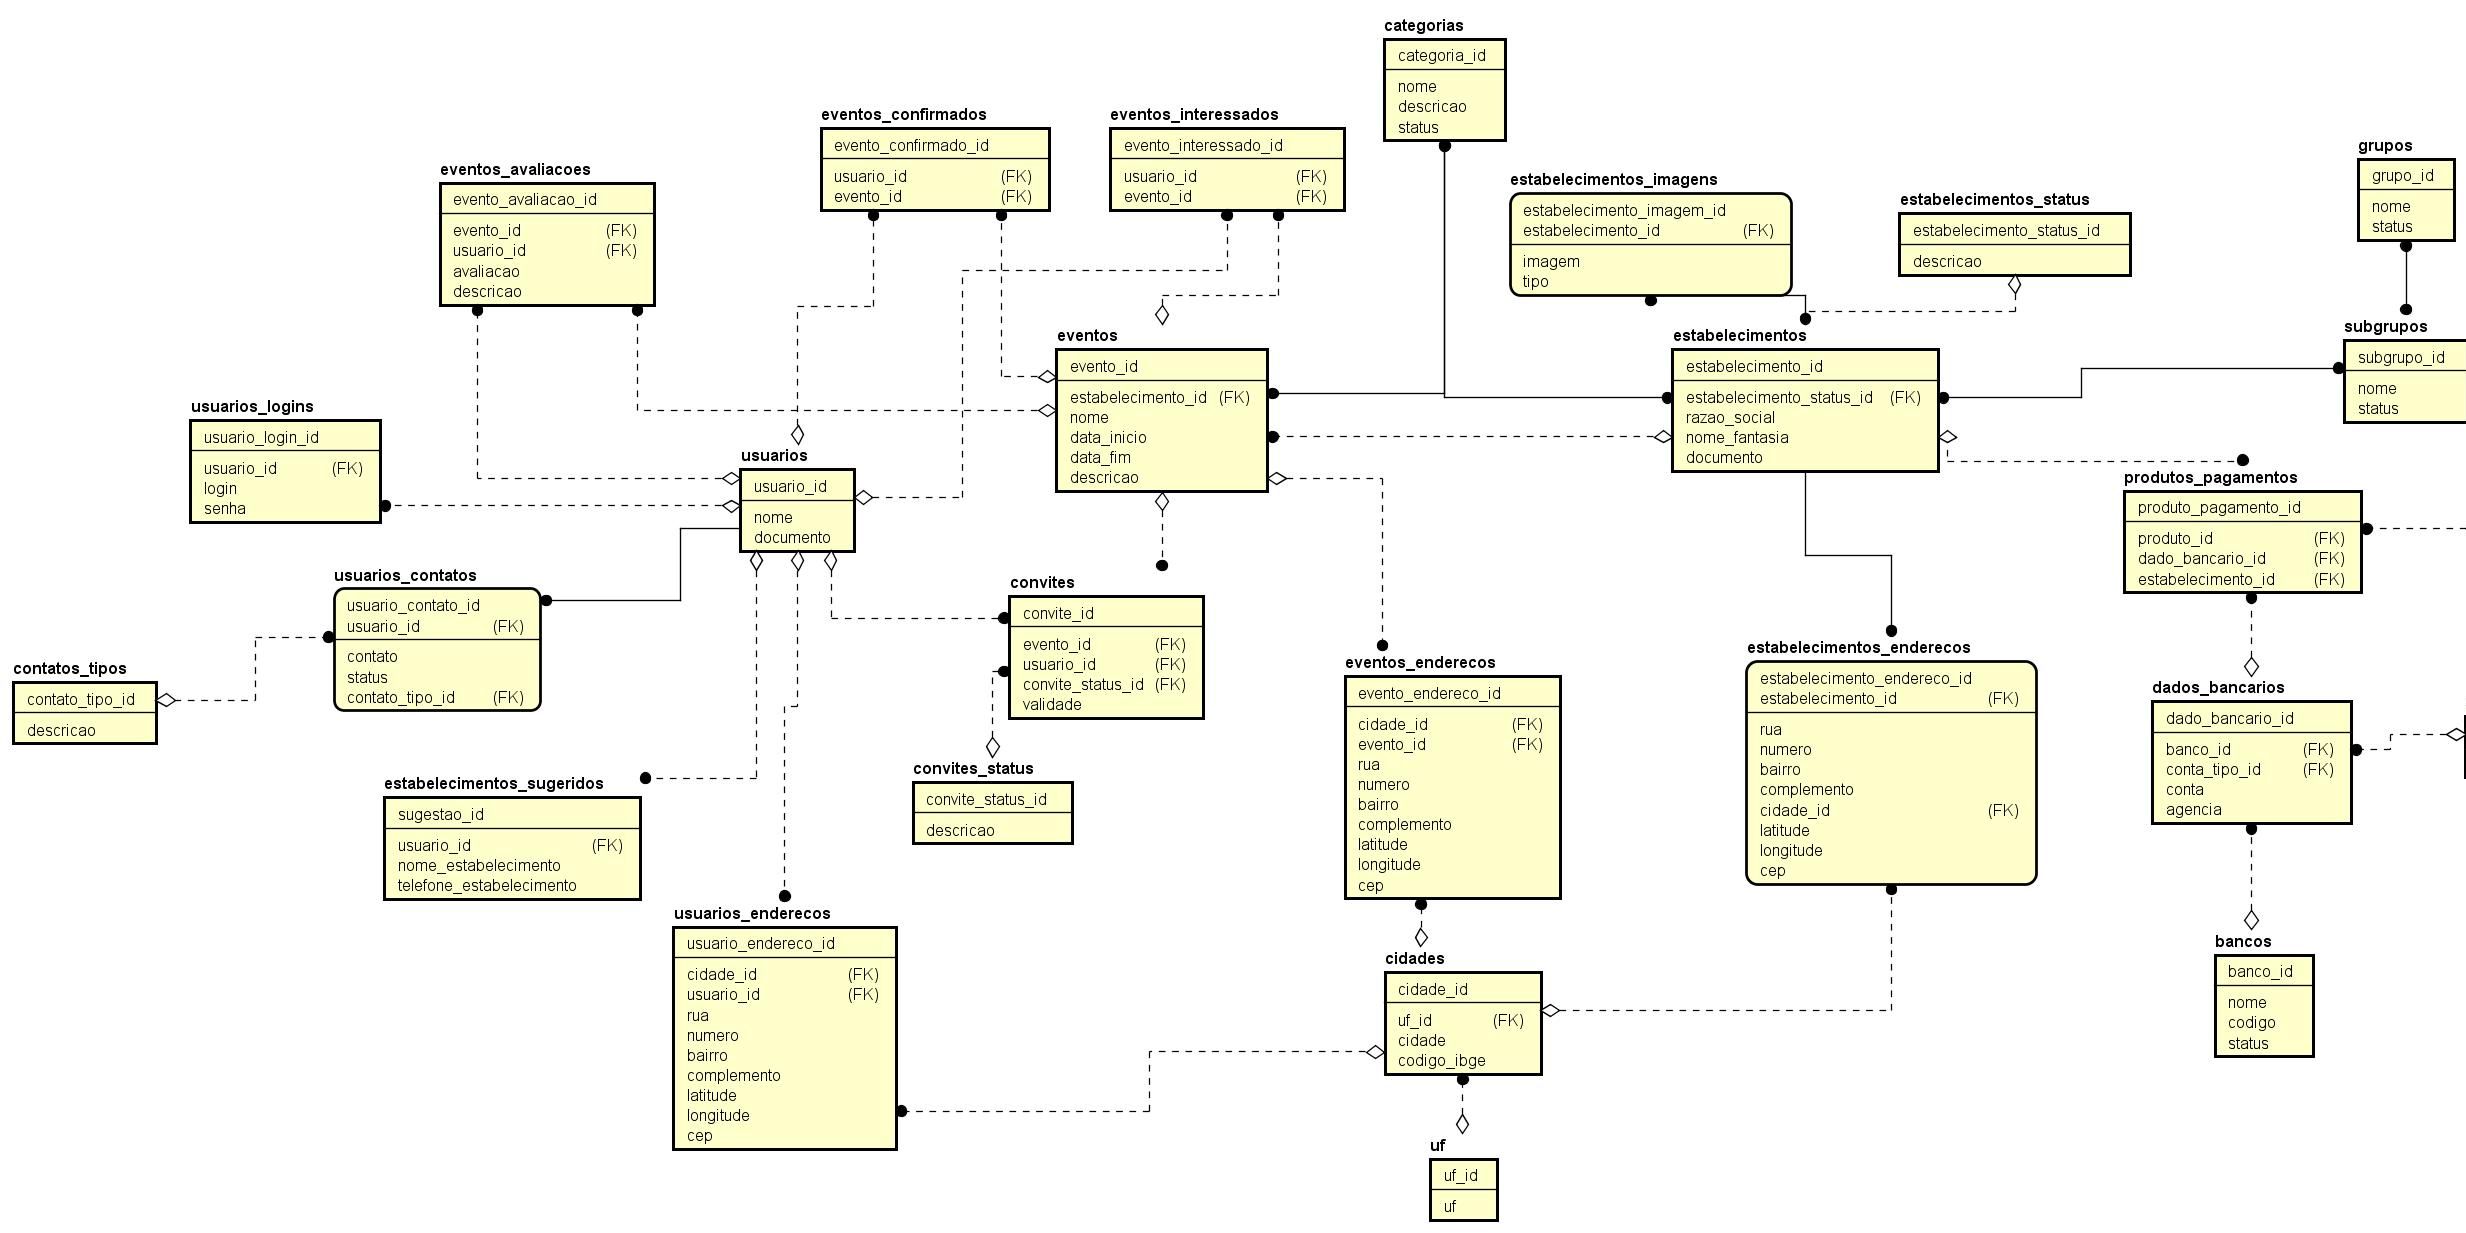 categorias
categoria_id
nome
descricao
status
eventos_confirmados
evento_confirmado_id
usuario_id (FK)
evento_id (FK)
eventos_interessados
evento_interessado_id
usuario_id (FK)
evento_id (FK)
grupos
grupo_id
nome
status
eventos_avaliacoes
evento_avaliacao_id
evento_id (FK)
usuario_id (FK)
avaliacao
descricao
estabelecimentos_imagens
estabelecimento_imagem_id
estabelecimento_id (FK)
imagem
tipo
estabelecimentos_status
estabelecimento_status_id
descricao
eventos
evento_id
estabelecimento_id (FK)
nome
data_inicio
data_fim
descricao
estabelecimentos
estabelecimento_id
estabelecimento_status_id (FK)
razao_social
nome_fantasia
documento
subgrupos
subgrupo_id
nome
status
usuarios_logins
usuario_login_id
usuario_id (FK)
login
senha
usuarios
usuario_id
nome
documento
produtos_pagamentos
produto_pagamento_id
produto_id (FK)
dado_bancario_id (FK)
estabelecimento_id (FK)
usuarios_contatos
usuario_contato_id
usuario_id (FK)
contato
status
contato_tipo_id (FK)
convites
convite_id
evento_id (FK)
usuario_id (FK)
convite_status_id (FK)
validade
contatos_tipos
contato_tipo_id
descricao
eventos_enderecos
evento_endereco_id
cidade_id (FK)
evento_id (FK)
rua
numero
bairro
complemento
latitude
longitude
cep
estabelecimentos_enderecos
estabelecimento_endereco_id
estabelecimento_id (FK)
rua
numero
bairro
complemento
cidade_id (FK)
latitude
longitude
cep
dados_bancarios
dado_bancario_id
banco_id (FK)
conta_tipo_id (FK)
conta
agencia
estabelecimentos_sugeridos
sugestao_id
usuario_id (FK)
nome_estabelecimento
telefone_estabelecimento
convites_status
convite_status_id
descricao
usuarios_enderecos
usuario_endereco_id
cidade_id (FK)
usuario_id (FK)
rua
numero
bairro
complemento
latitude
longitude
cep
cidades
cidade_id
uf_id (FK)
cidade
codigo_ibge
bancos
banco_id
nome
codigo
status
uf
uf_id
uf